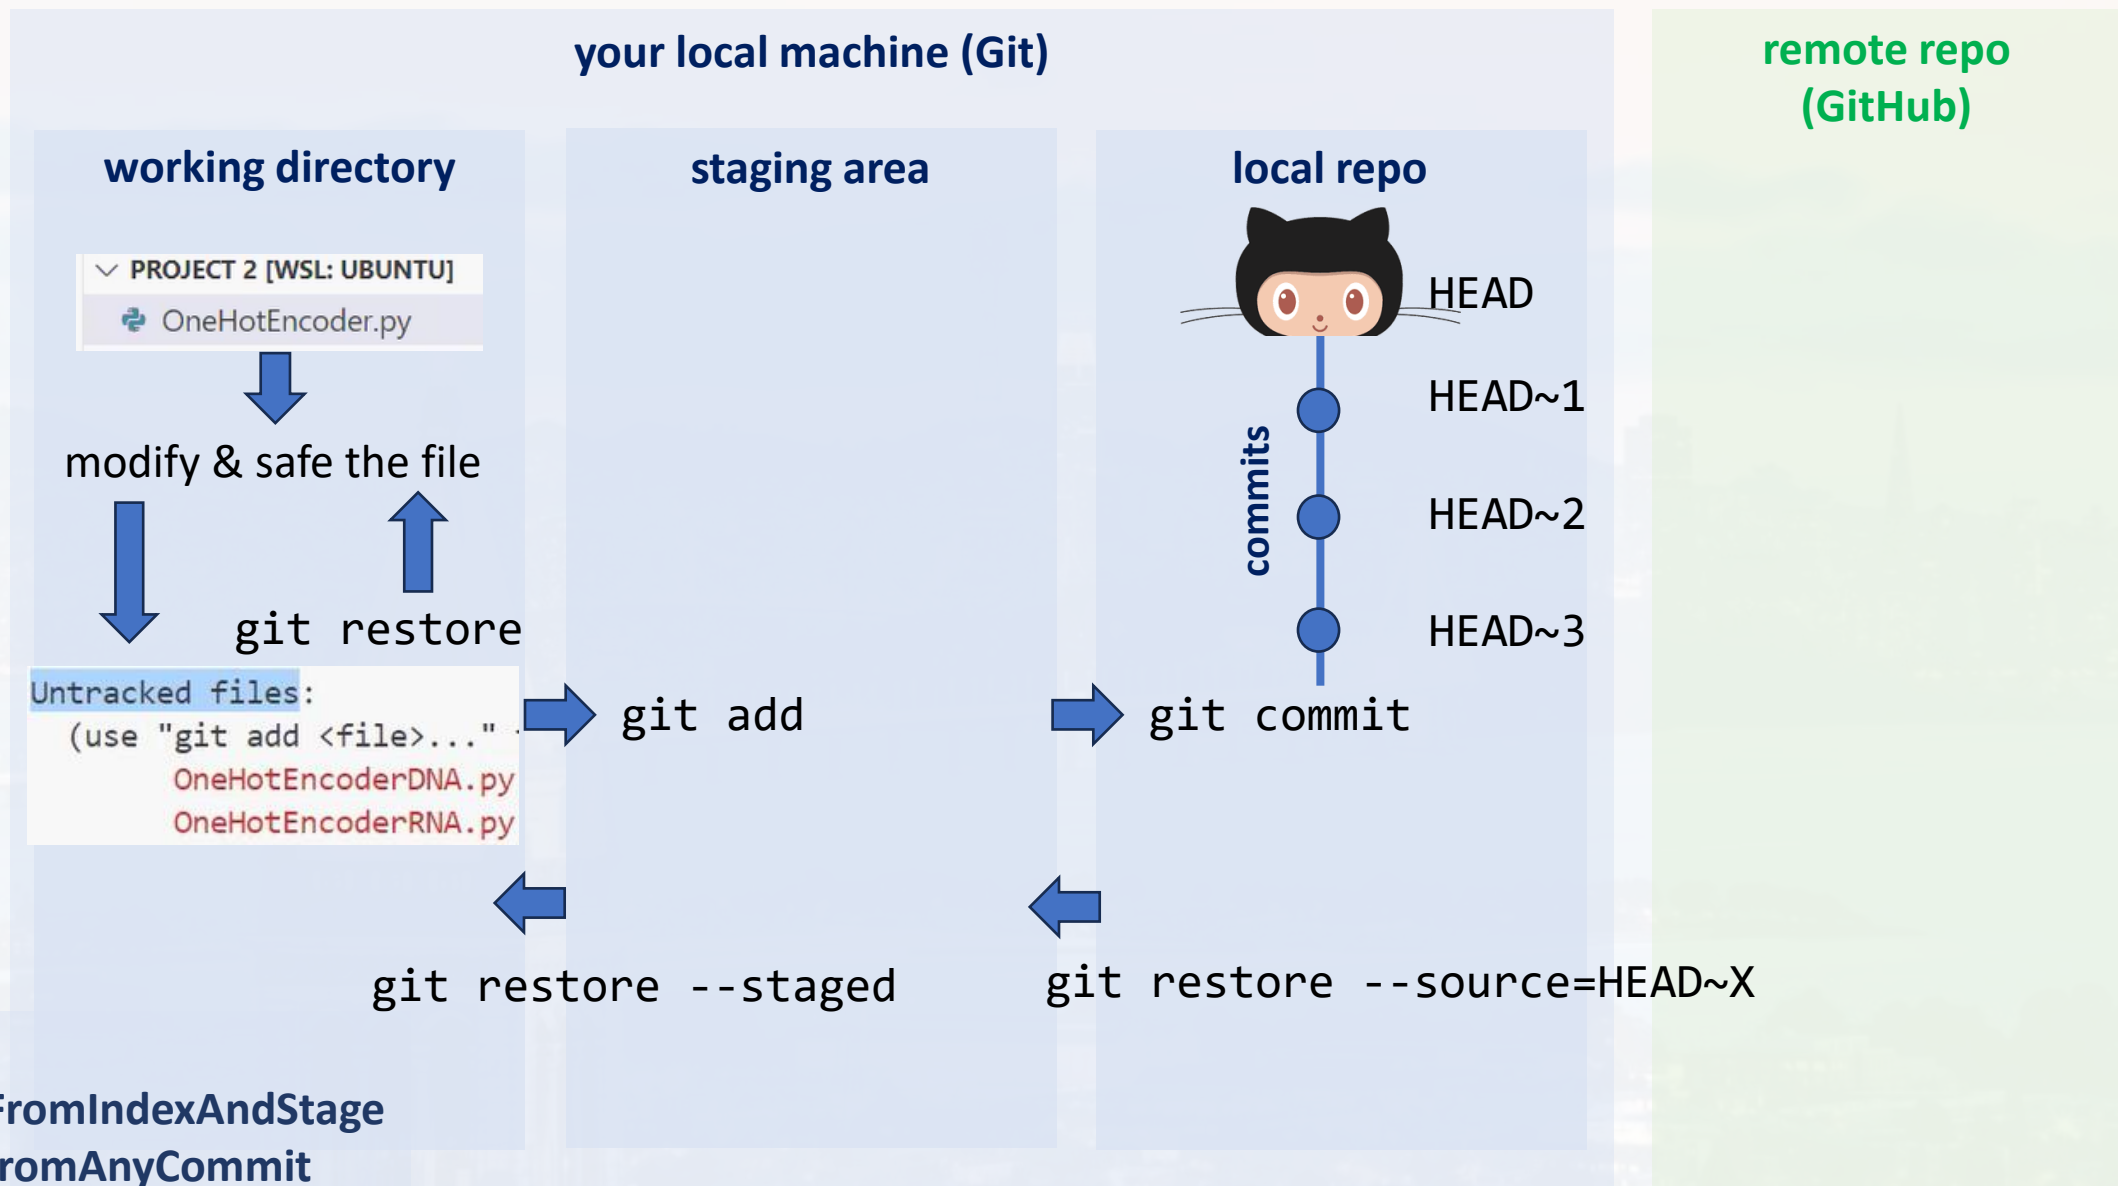 your local machine (Git)
remote repo
(GitHub)
working directory
staging area
local repo
PROJECT 2 [WSL: UBUNTU]
OneHotEncoder.py
modify & safe the file
git restore
Untracked files:
(use "git add <file>..."
OneHotEncoderDNA.py
OneHotEncoderRNA.py
git add
commits
HEAD
HEAD~1
HEAD~2
HEAD~3
git commit
git restore --staged
git restore --source=HEAD~X
FromIndexAndStage
romAnyCommit